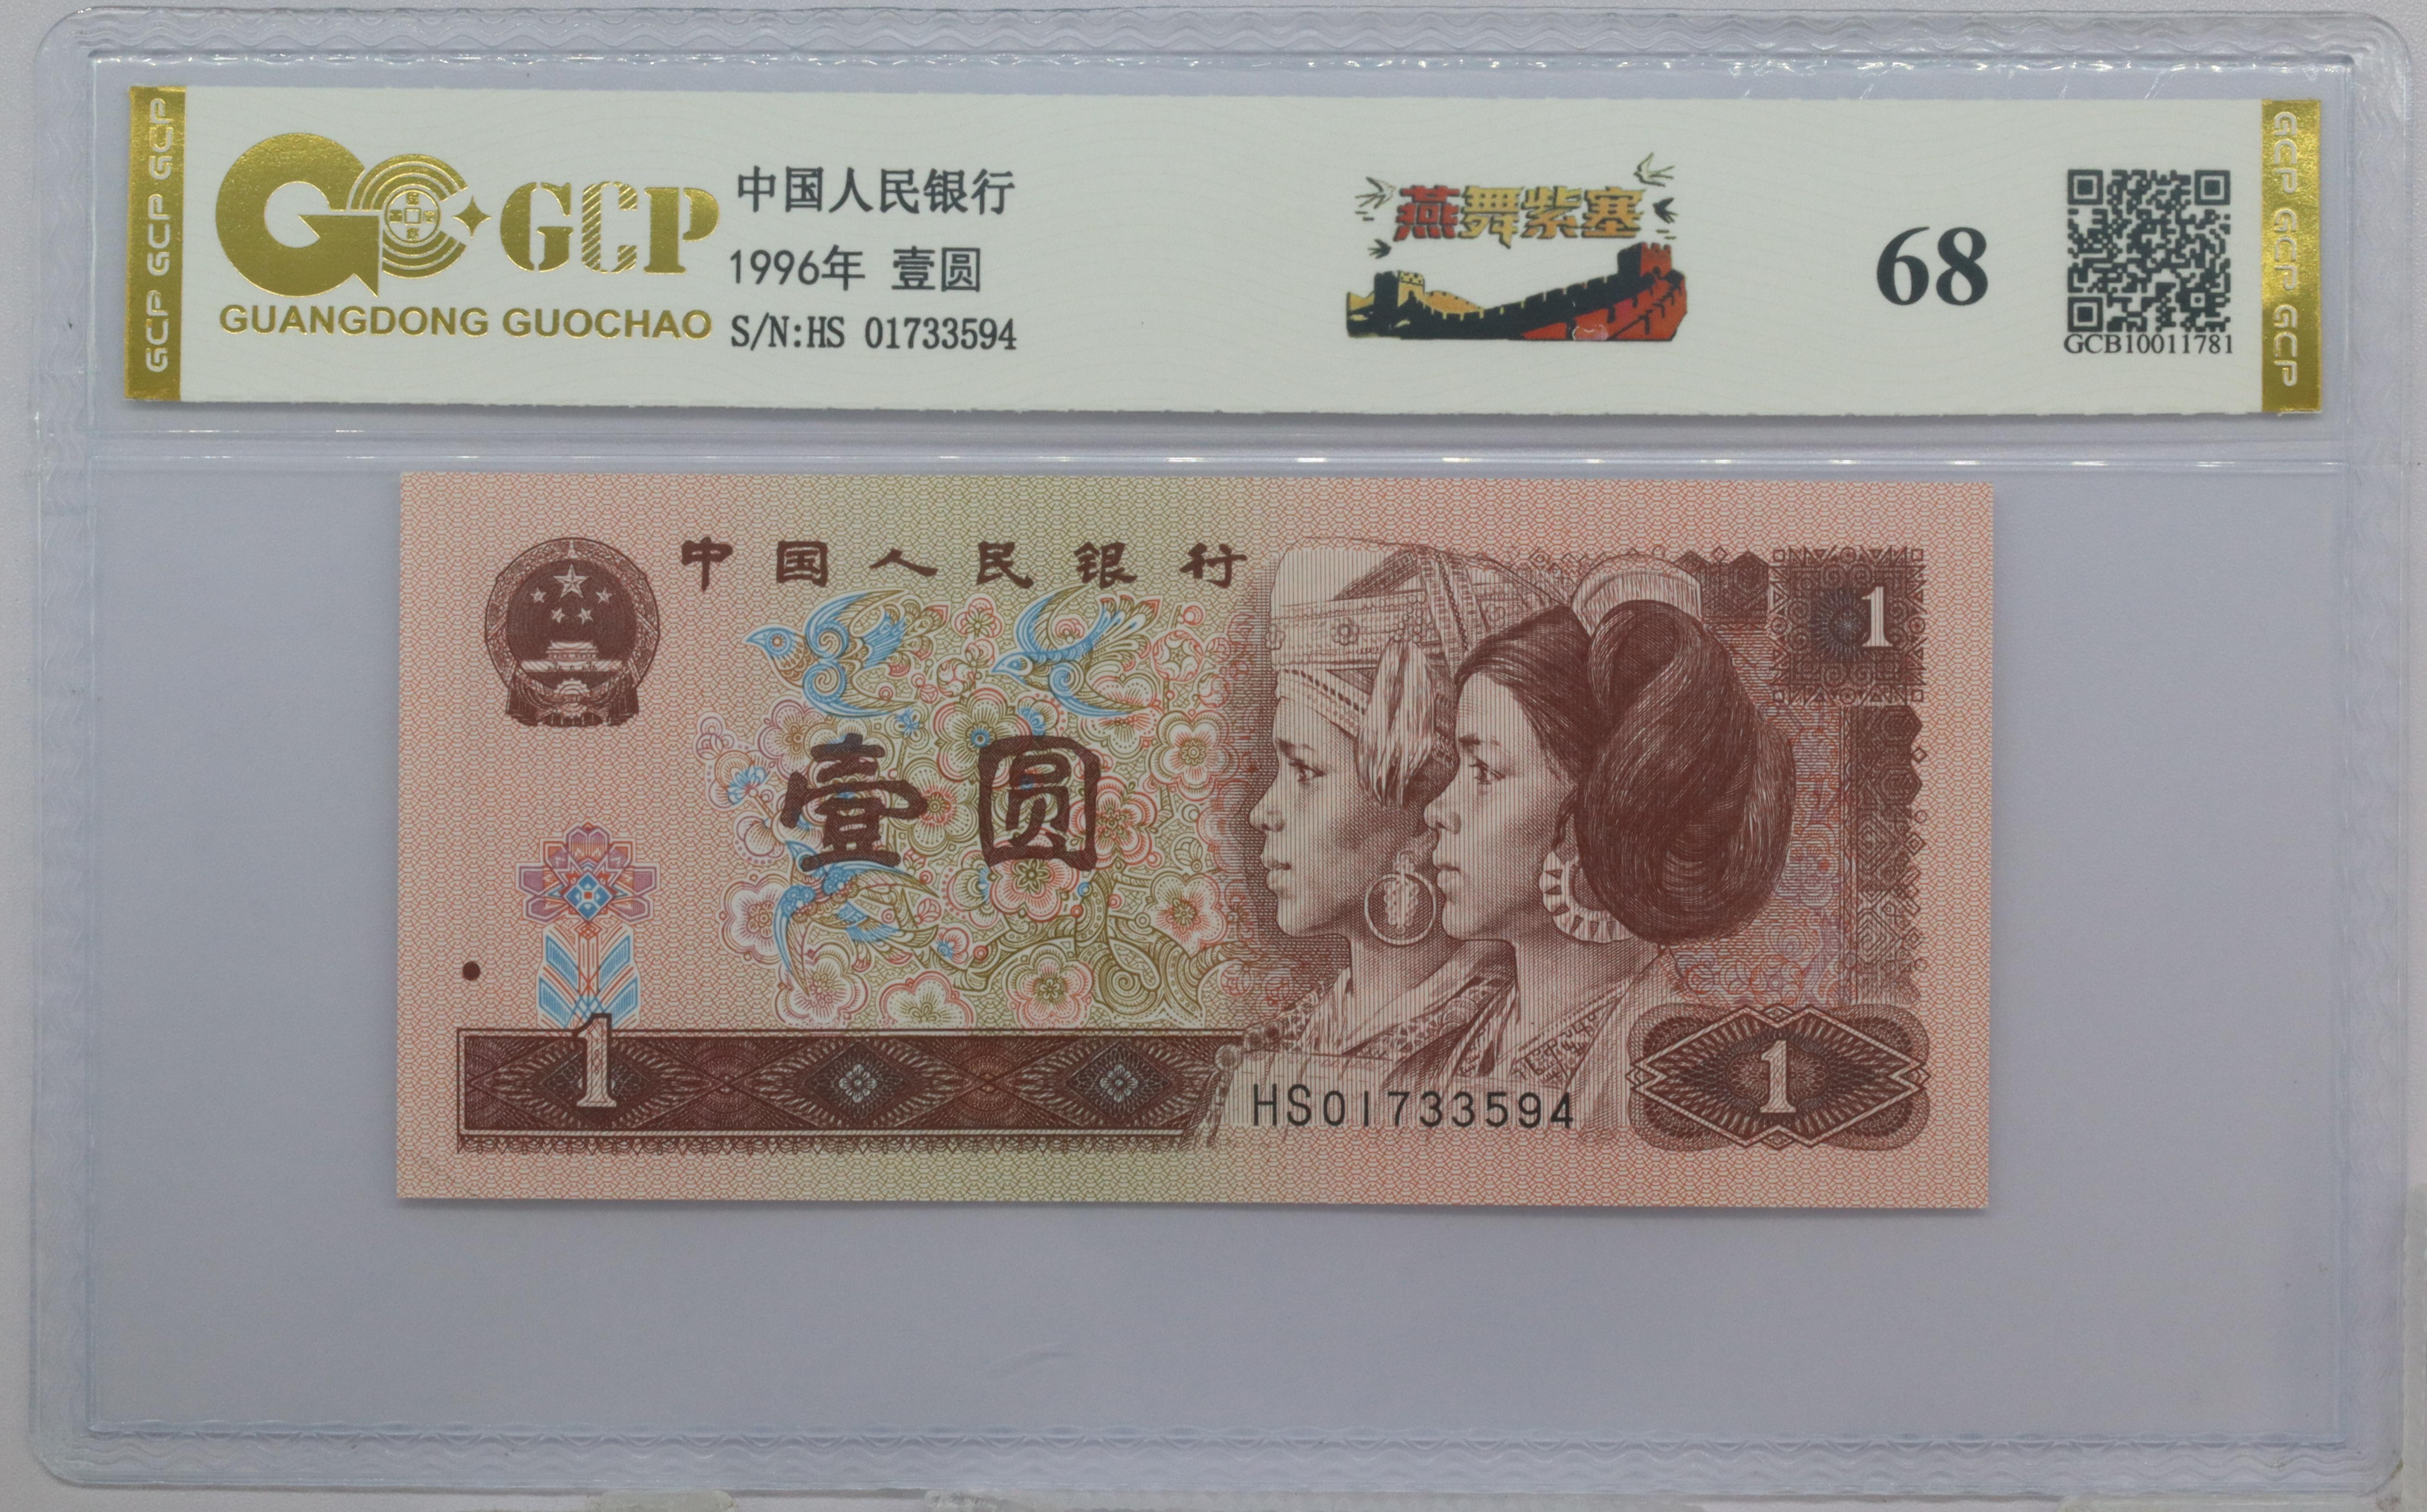 GCP GCP GCP
GCP
GUANGDONG GUOCHAO
中国人民银行
1996年 壹圆
S/N:HS 01733594
燕舞紫塞
68
GCB10011781
GCP GCP GCP
中国人民银行
1
壹圆
1
HS01733594
1